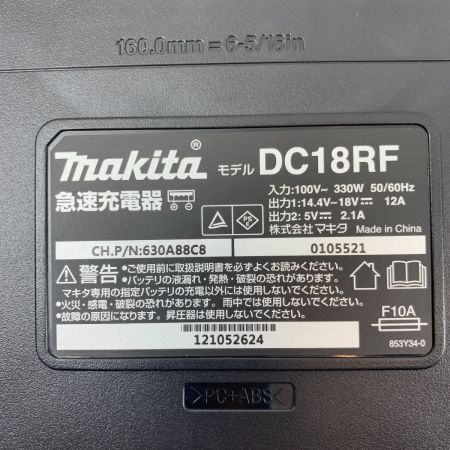 160.0mm=6-5/16in
makita® モデル DC18RF
急速充電器
入力:100V~ 330W 50/60Hz
出力1:14.4V-18V⎓ 12A
出力2: 5V⎓ 2.1A
株式会社 マキタ Made in China
PS
E
CH.P/N:630A88C8 0105521
⚠警告 •ご使用前に取扱説明書を必ずよくお読みください。
•バッテリの液漏れ・発熱・破裂の恐れあり。
マキタ専用の指定バッテリの充電以外には使用しないでください。
•火災・感電・破裂の恐れあり。雨中では使用しないでください。
•故障の原因になります。昇圧器は使用しないでください。
F10A
121052624
853Y34-0
>PC+ABS<